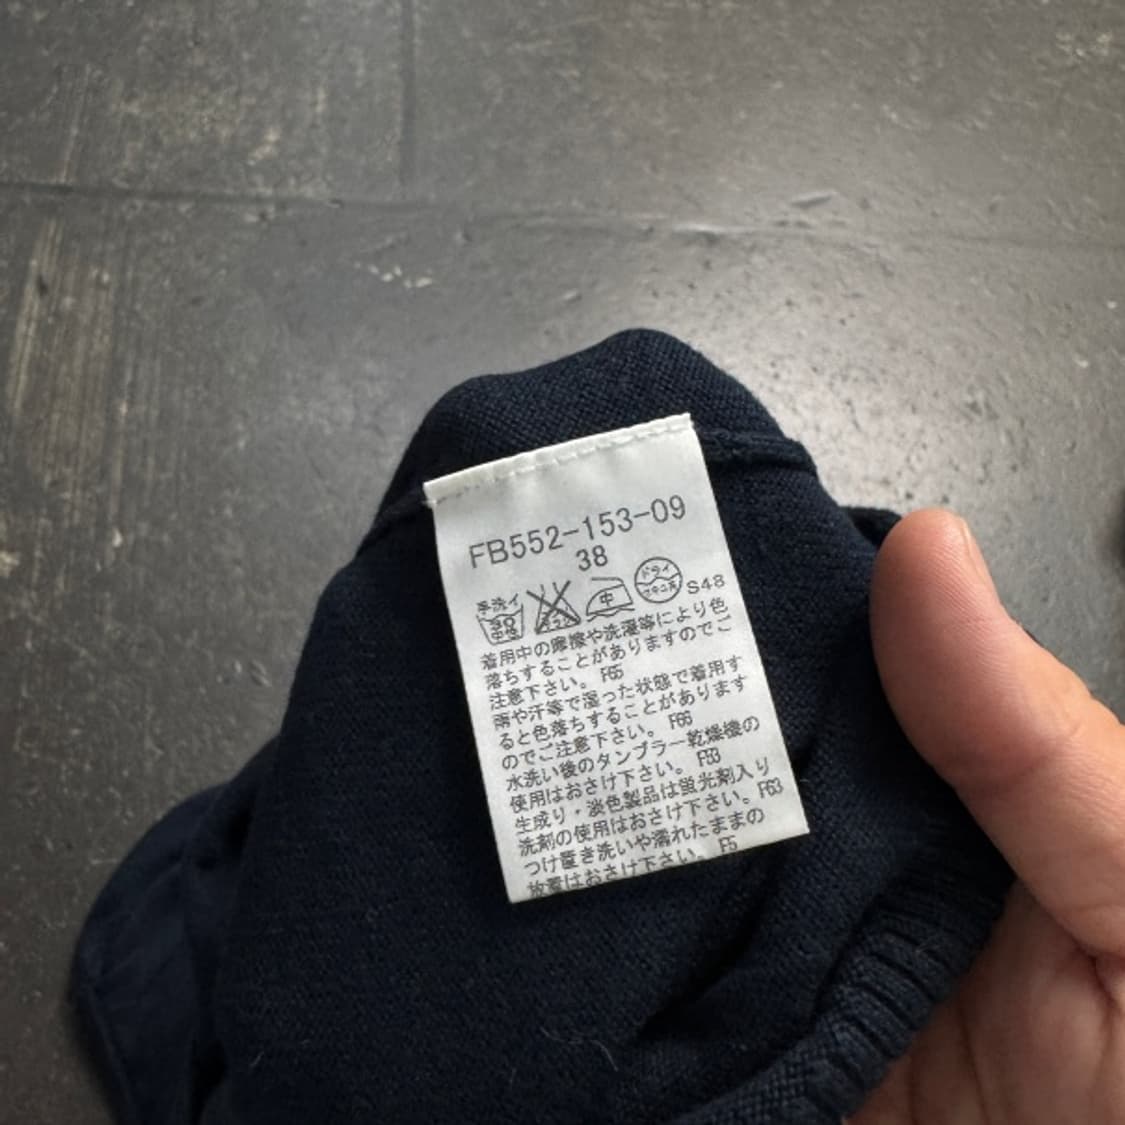 FB552-153-09
38
手洗イ
30
中性
エンソ
中
ドライ
セキユ系
S48
着用中の摩擦や洗濯等により色
落ちすることがありますのでご
注意下さい。 F65
雨や汗等で湿った状態で着用す
ると色落ちすることがあります
のでご注意下さい。 F66
水洗い後のタンブラー乾燥機の
使用はおさけ下さい。 F53
生成り・淡色製品は蛍光剤入り
洗剤の使用はおさけ下さい。F63
つけ置き洗いや濡れたままの
放置はおさけ下さい。 F5